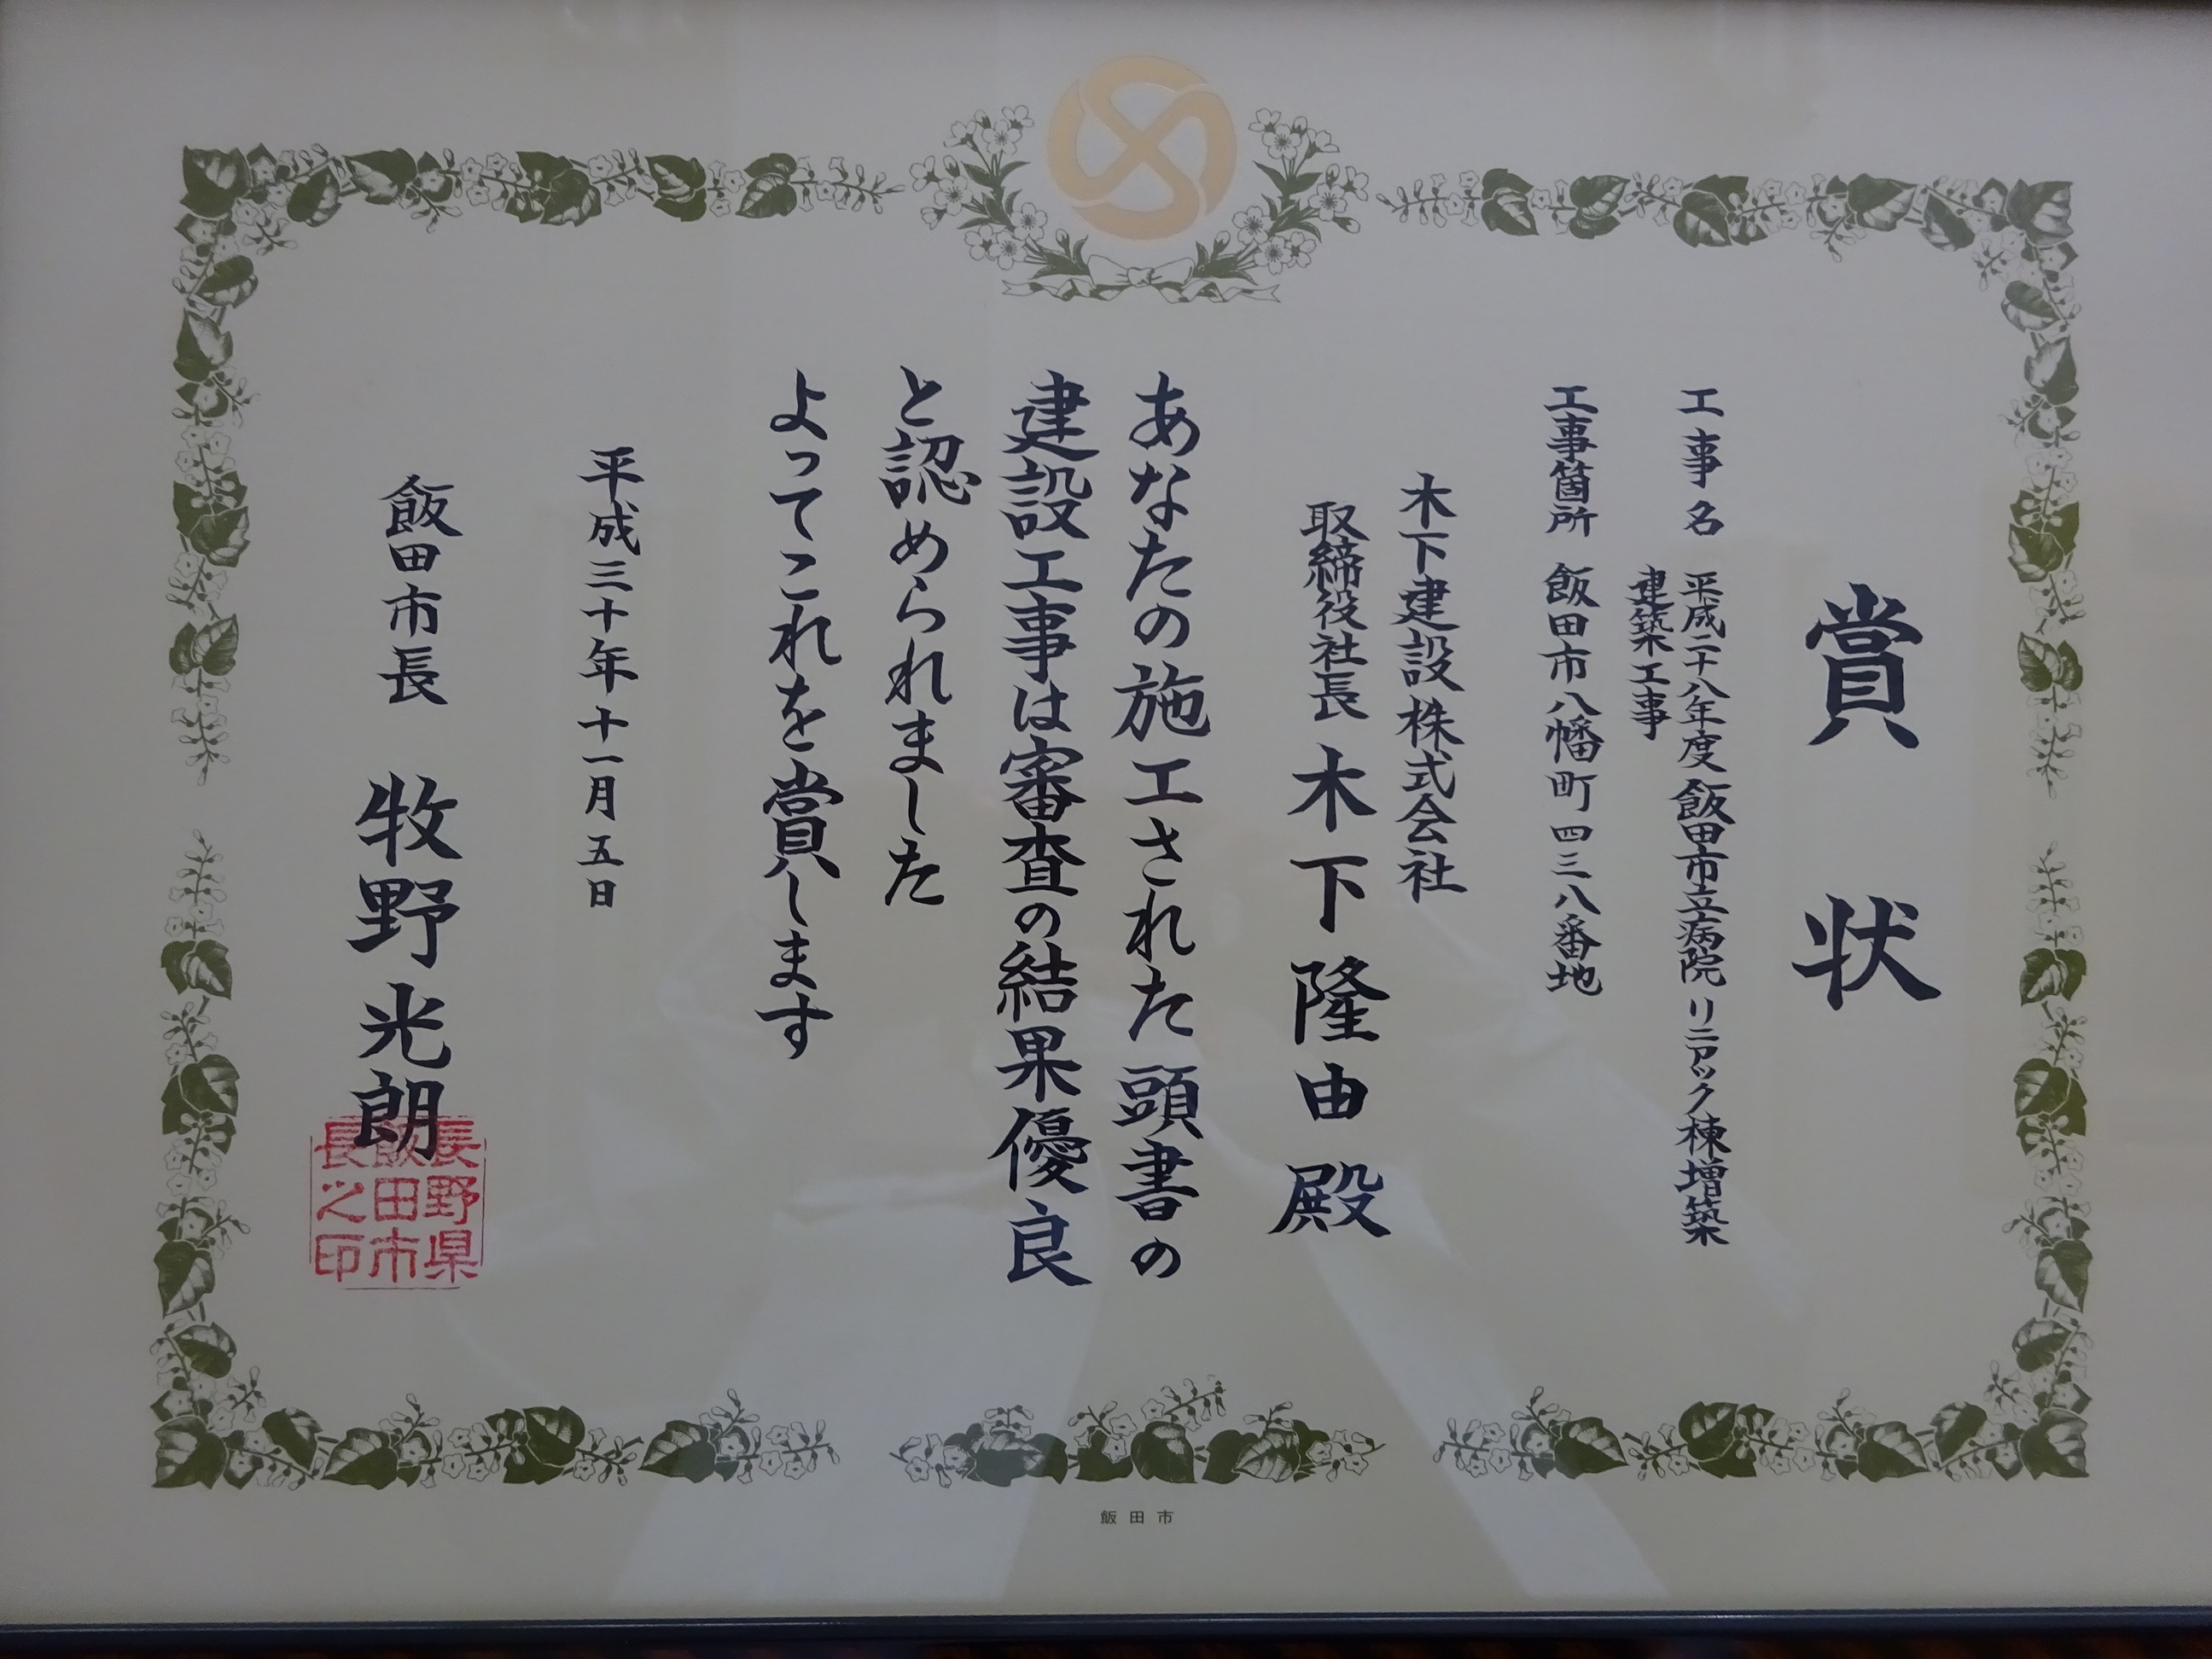 賞状
工事名 平成二十八年度飯田市立病院リニアック棟増築
建築工事
工事箇所 飯田市八幡町四三八番地
木下建設株式会社
取締役社長 木下隆由殿
あなたの施工された頭書の
建設工事は審査の結果優良
と認められました
よってこれを賞します
平成三十年十一月五日
飯田市長 牧野光朗
長野県
飯田市
長之印
飯田市